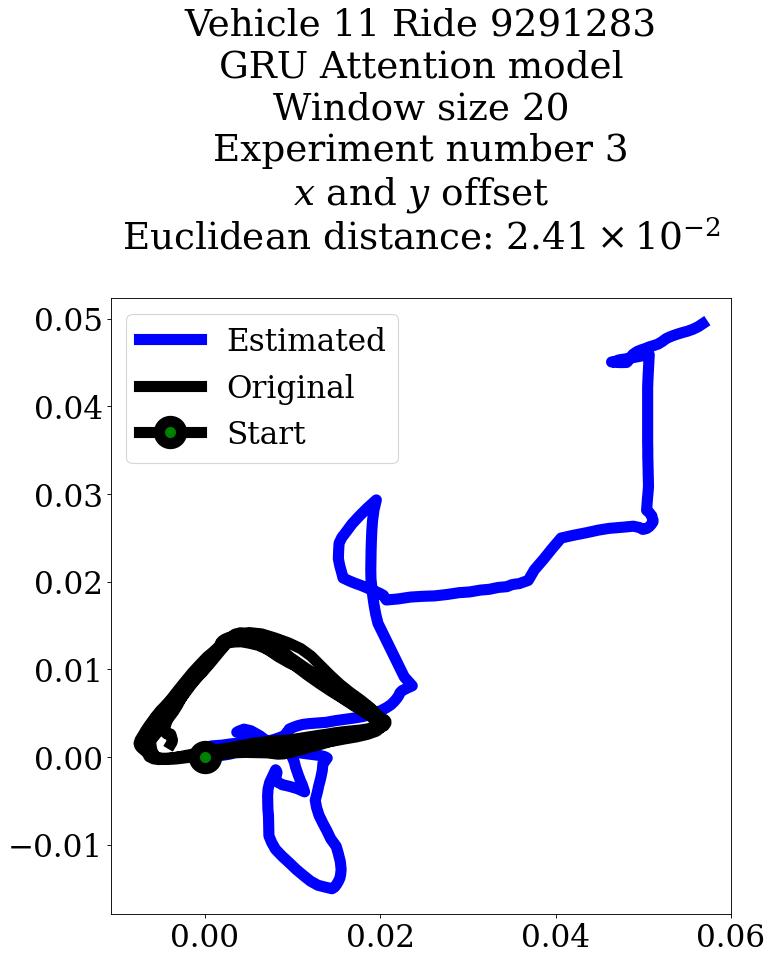 Vehicle 11 Ride 9291283
GRU Attention model
Window size 20
Experiment number 3
x and y offset
Euclidean distance: 2.41 × 10⁻²
Estimated
Original
Start
0.05
0.04
0.03
0.02
0.01
0.00
−0.01
0.00 0.02 0.04 0.06